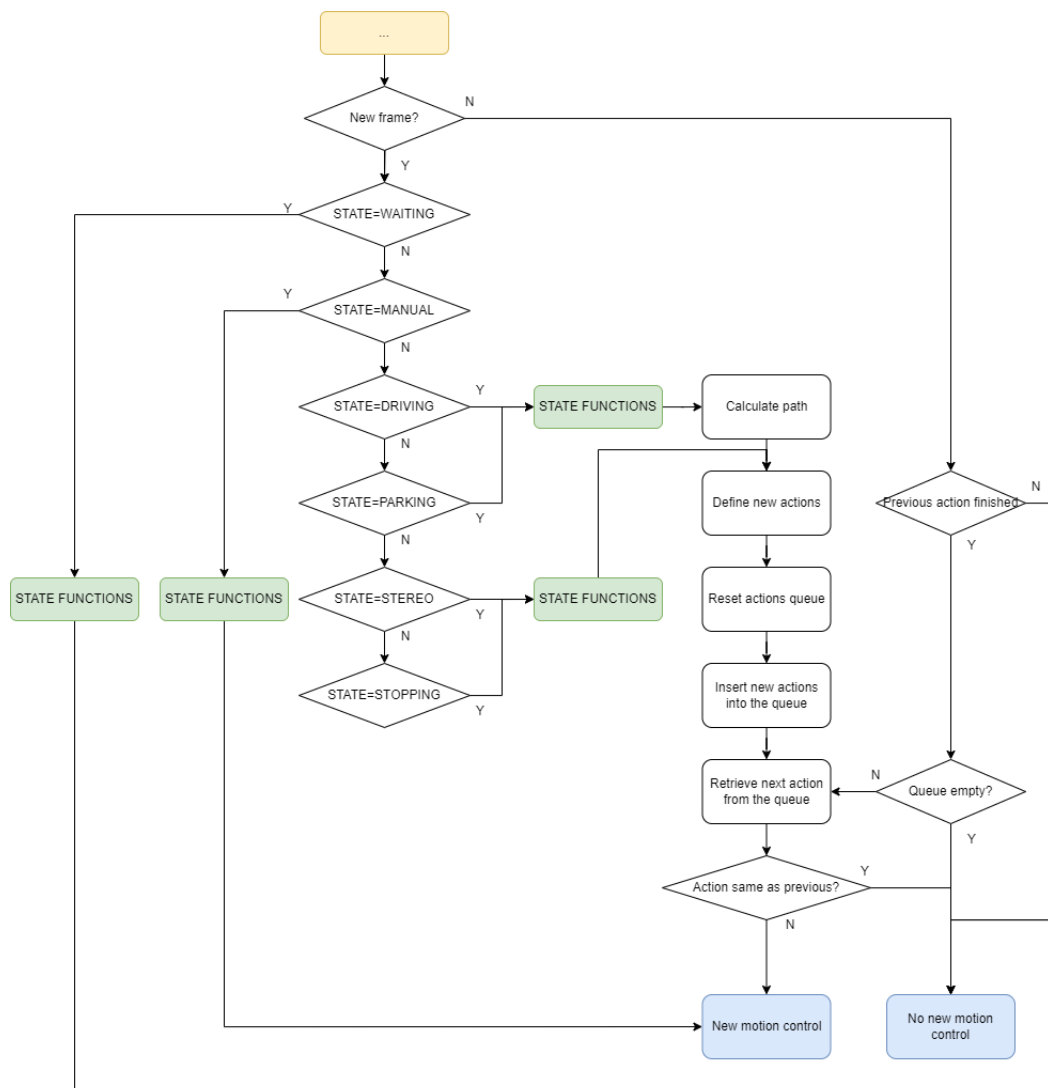 ...
N
New frame?
Y
Y
STATE=WAITING
N
Y
STATE=MANUAL
N
STATE=DRIVING
Y
STATE FUNCTIONS
Calculate path
N
STATE=PARKING
Y
Define new actions
Previous action finished
N
N
Y
STATE FUNCTIONS
STATE FUNCTIONS
STATE=STEREO
Y
STATE FUNCTIONS
Reset actions queue
N
STATE=STOPPING
Y
Insert new actions
into the queue
Retrieve next action
from the queue
N
Queue empty?
Y
Action same as previous?
Y
N
New motion control
No new motion
control